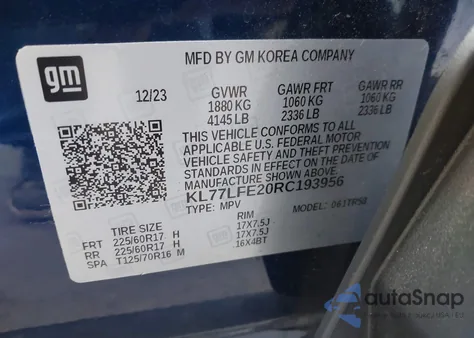 gm
MFD BY GM KOREA COMPANY
12/23 GVWR GAWR FRT GAWR RR
1880 KG 1060 KG 1060 KG
4145 LB 2336 LB 2336 LB
THIS VEHICLE CONFORMS TO ALL
APPLICABLE U.S. FEDERAL MOTOR
VEHICLE SAFETY AND THEFT PREVENTION
STANDARDS IN EFFECT ON THE DATE OF
MANUFACTURE SHOWN ABOVE.
KL77LFE20RC193956
TYPE: MPV MODEL:
TIRE SIZE RIM
FRT 225/60R17 H 17X7.5J
RR 225/60R17 H 17X7.5J
SPA T125/70R16 M 16X4BT
autaSnap